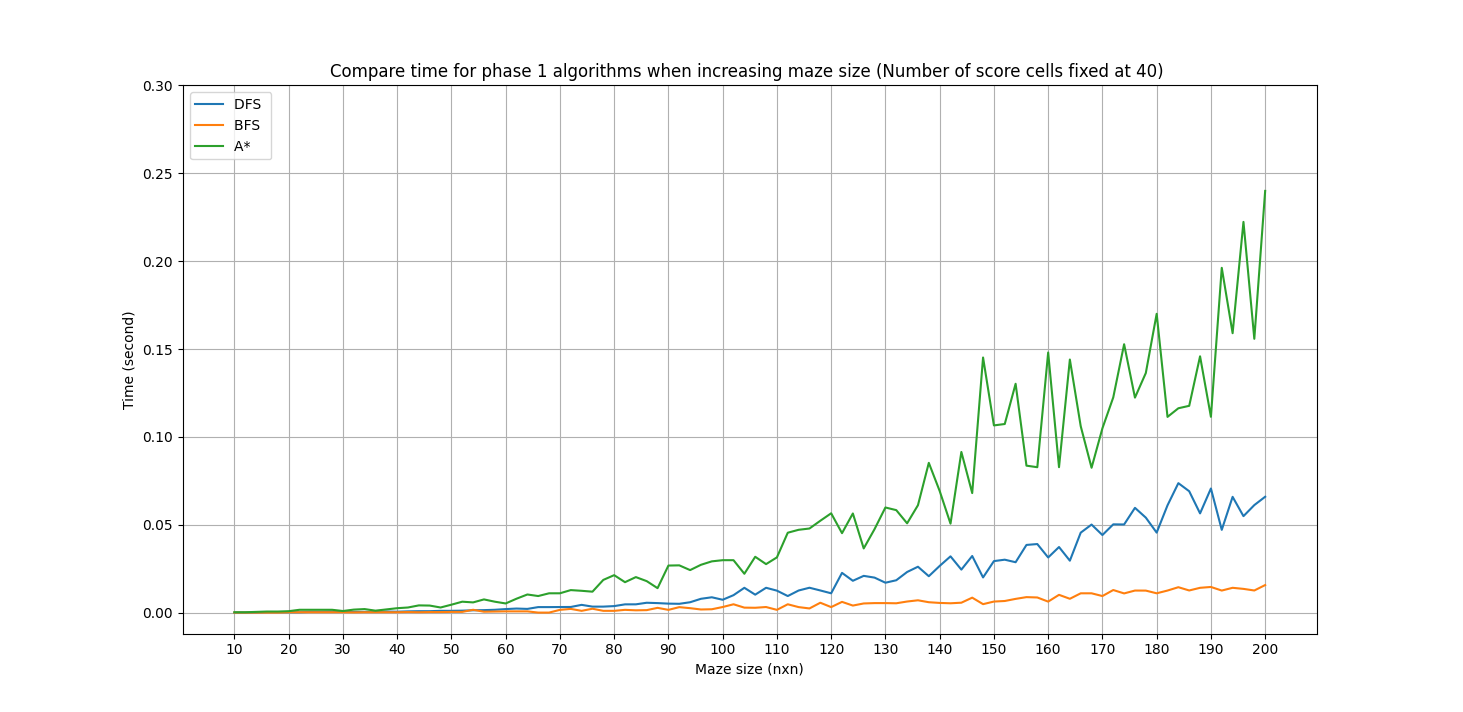 Compare time for phase 1 algorithms when increasing maze size (Number of score cells fixed at 40)
0.30
0.25
0.20
0.15
0.10
0.05
0.00
Time (second)
DFS
BFS
A*
10 20 30 40 50 60 70 80 90 100 110 120 130 140 150 160 170 180 190 200
Maze size (nxn)